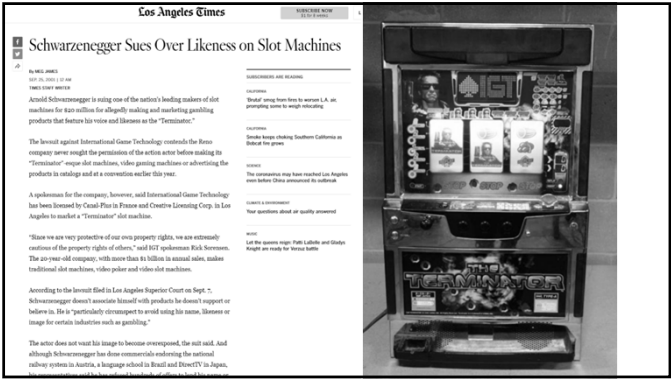 Los Angeles Times
SUBSCRIBE NOW
$1 for 8 weeks
Schwarzenegger Sues Over Likeness on Slot Machines
By MEG JAMES
SEP. 25, 2001 | 12 AM
TIMES STAFF WRITER
Arnold Schwarzenegger is suing one of the nation's leading makers of slot
machines for $20 million for allegedly making and marketing gambling
products that feature his voice and likeness as the "Terminator."
The lawsuit against International Game Technology contends the Reno
company never sought the permission of the action actor before making its
"Terminator"-esque slot machines, video gaming machines or advertising the
products in catalogs and at a convention earlier this year.
A spokesman for the company, however, said International Game Technology
has been licensed by Canal-Plus in France and Creative Licensing Corp. in Los
Angeles to market a "Terminator" slot machine.
"Since we are very protective of our own property rights, we are extremely
cautious of the property rights of others," said IGT spokesman Rick Sorensen.
The 20-year-old company, with more than $1 billion in annual sales, makes
traditional slot machines, video poker and video slot machines.
According to the lawsuit filed in Los Angeles Superior Court on Sept. 7,
Schwarzenegger doesn't associate himself with products he doesn't support or
believe in. He is "particularly circumspect to avoid using his name, likeness or
image for certain industries such as gambling."
The actor does not want his image to become overexposed, the suit said. And
although Schwarzenegger has done commercials endorsing the national
railway system in Austria, a language school in Brazil and DirectTV in Japan,
SUBSCRIBERS ARE READING
CALIFORNIA
'Brutal' smog from fires to worsen L.A. air,
prompting some to weigh relocating
CALIFORNIA
Smoke keeps choking Southern California as
Bobcat fire grows
SCIENCE
The coronavirus may have reached Los Angeles
even before China announced its outbreak
CLIMATE & ENVIRONMENT
Your questions about air quality answered
MUSIC
Let the queens reign: Patti LaBelle and Gladys
Knight are ready for Verzuz battle
IGT
THE
TERMINATOR